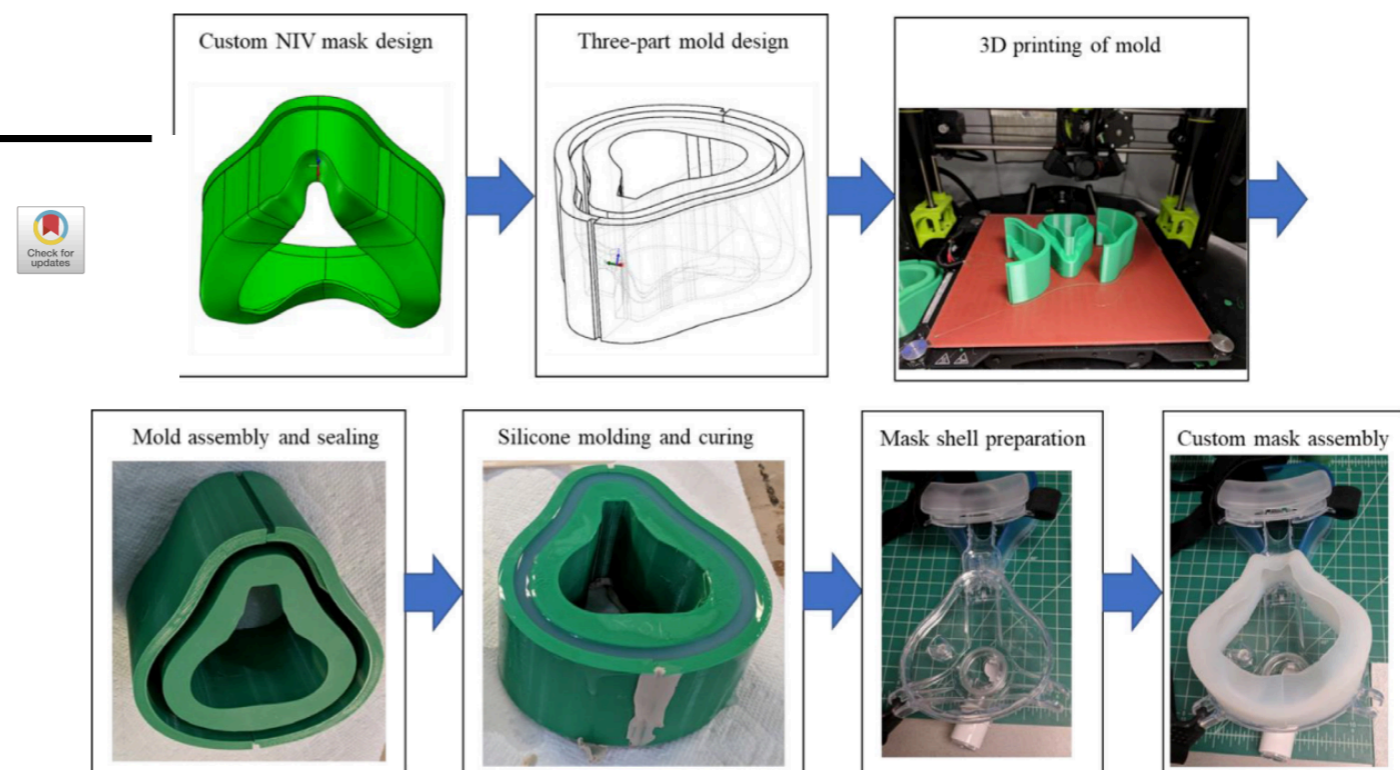 Custom NIV mask design
Three-part mold design
3D printing of mold
Check for
updates
Mold assembly and sealing
Silicone molding and curing
Mask shell preparation
Custom mask assembly